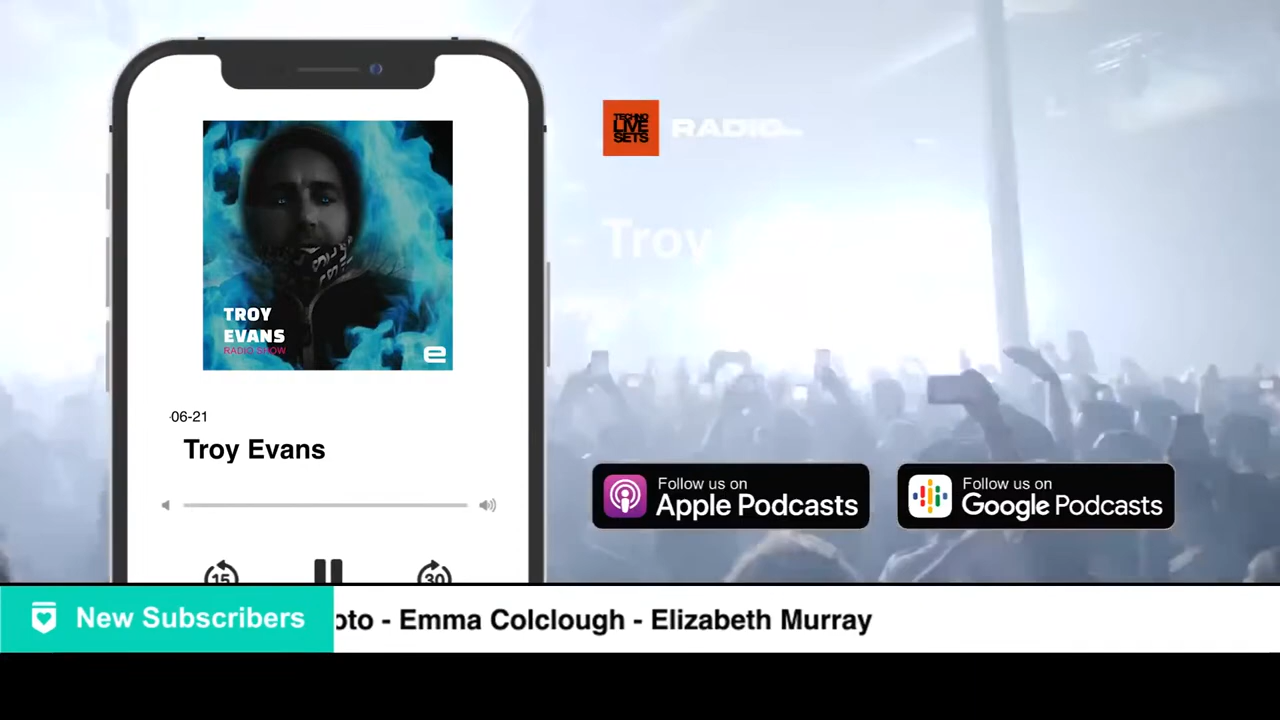 TECHNO
LIVE
SETS
RADIO
TROY
EVANS
RADIO SHOW
e
Troy
06-21
Troy Evans
Follow us on
Apple Podcasts
Follow us on
Google Podcasts
15
30
New Subscribers
oto - Emma Colclough - Elizabeth Murray